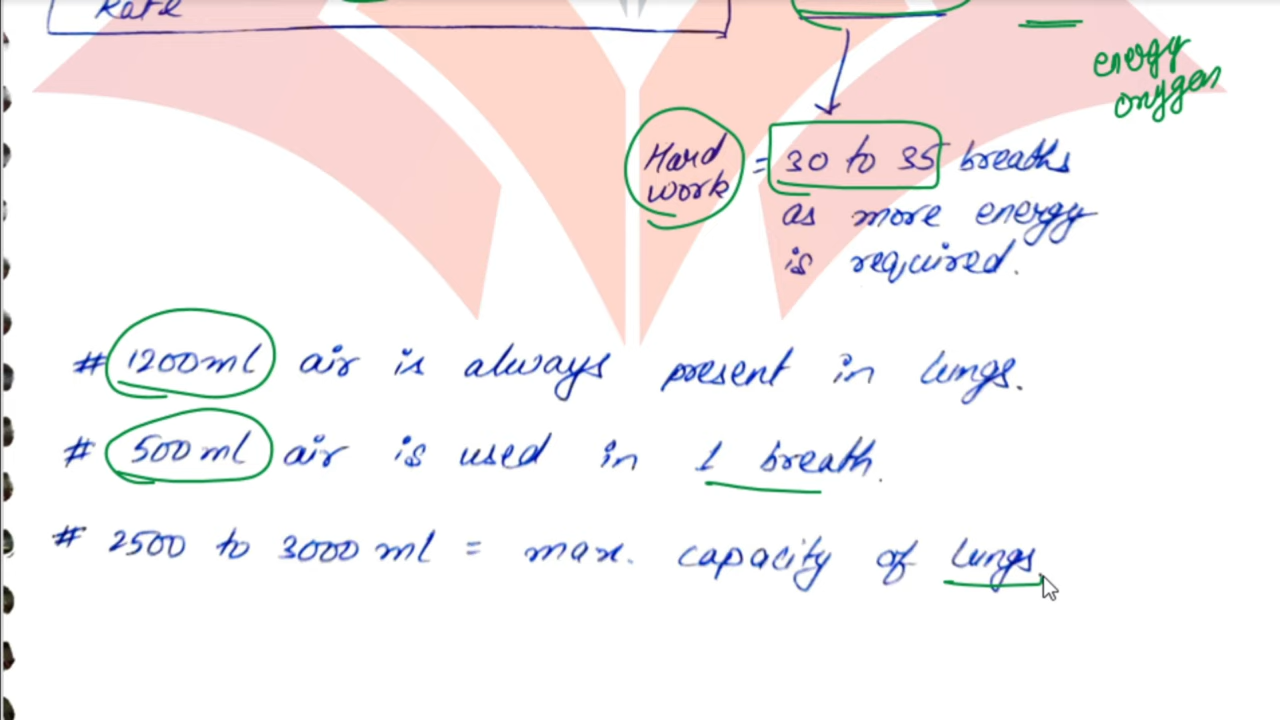 Rate
energy
oxygen
Hard work = 30 to 35 breaths
as more energy
is required.
# 1200ml air is always present in lungs.
# 500ml air is used in 1 breath.
# 2500 to 3000 ml = max. capacity of lungs.